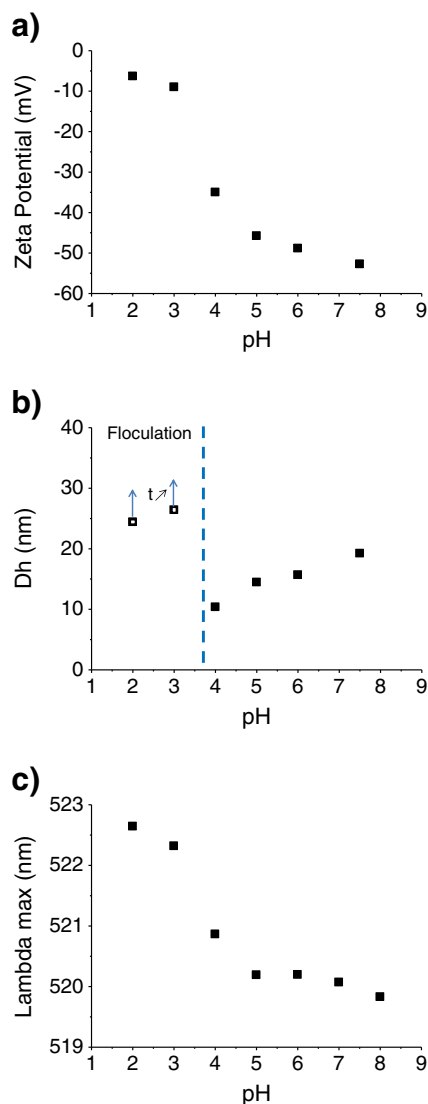 a)
0
-10
-20
-30
-40
-50
-60
Zeta Potential (mV)
1 2 3 4 5 6 7 8 9
pH
b)
Floculation
t
40
30
20
10
0
Dh (nm)
1 2 3 4 5 6 7 8 9
pH
c)
523
522
521
520
519
Lambda max (nm)
1 2 3 4 5 6 7 8 9
pH